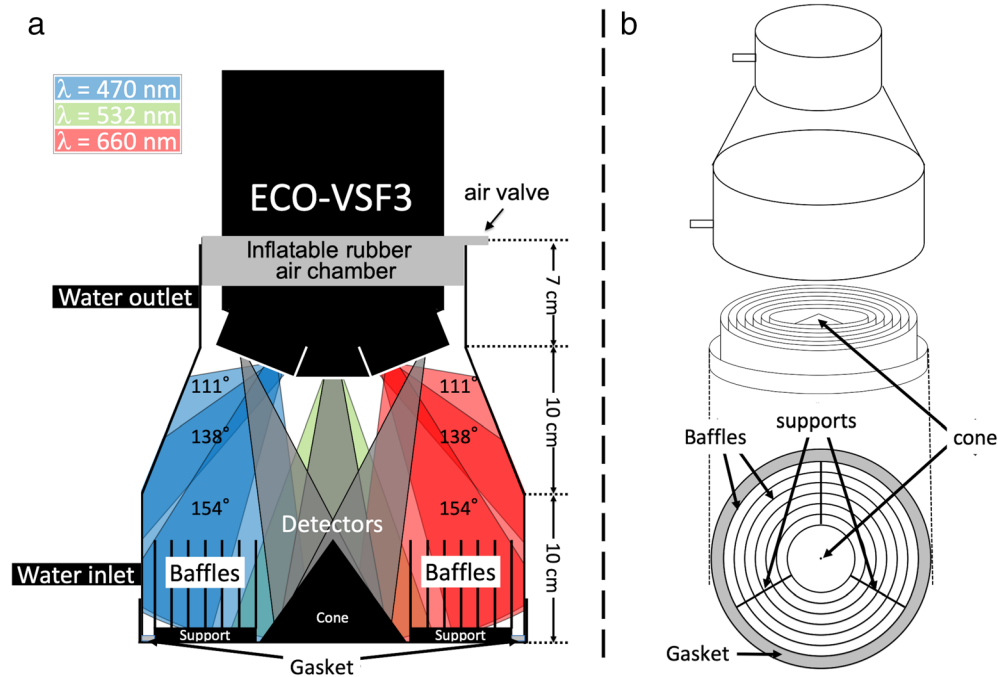 a
λ = 470 nm
λ = 532 nm
λ = 660 nm
ECO-VSF3
air valve
Inflatable rubber
air chamber
Water outlet
7 cm
111°
111°
138°
138°
10 cm
154°
154°
Detectors
Water inlet
Baffles
Baffles
10 cm
Cone
Support
Support
Gasket
b
supports
Baffles
cone
Gasket